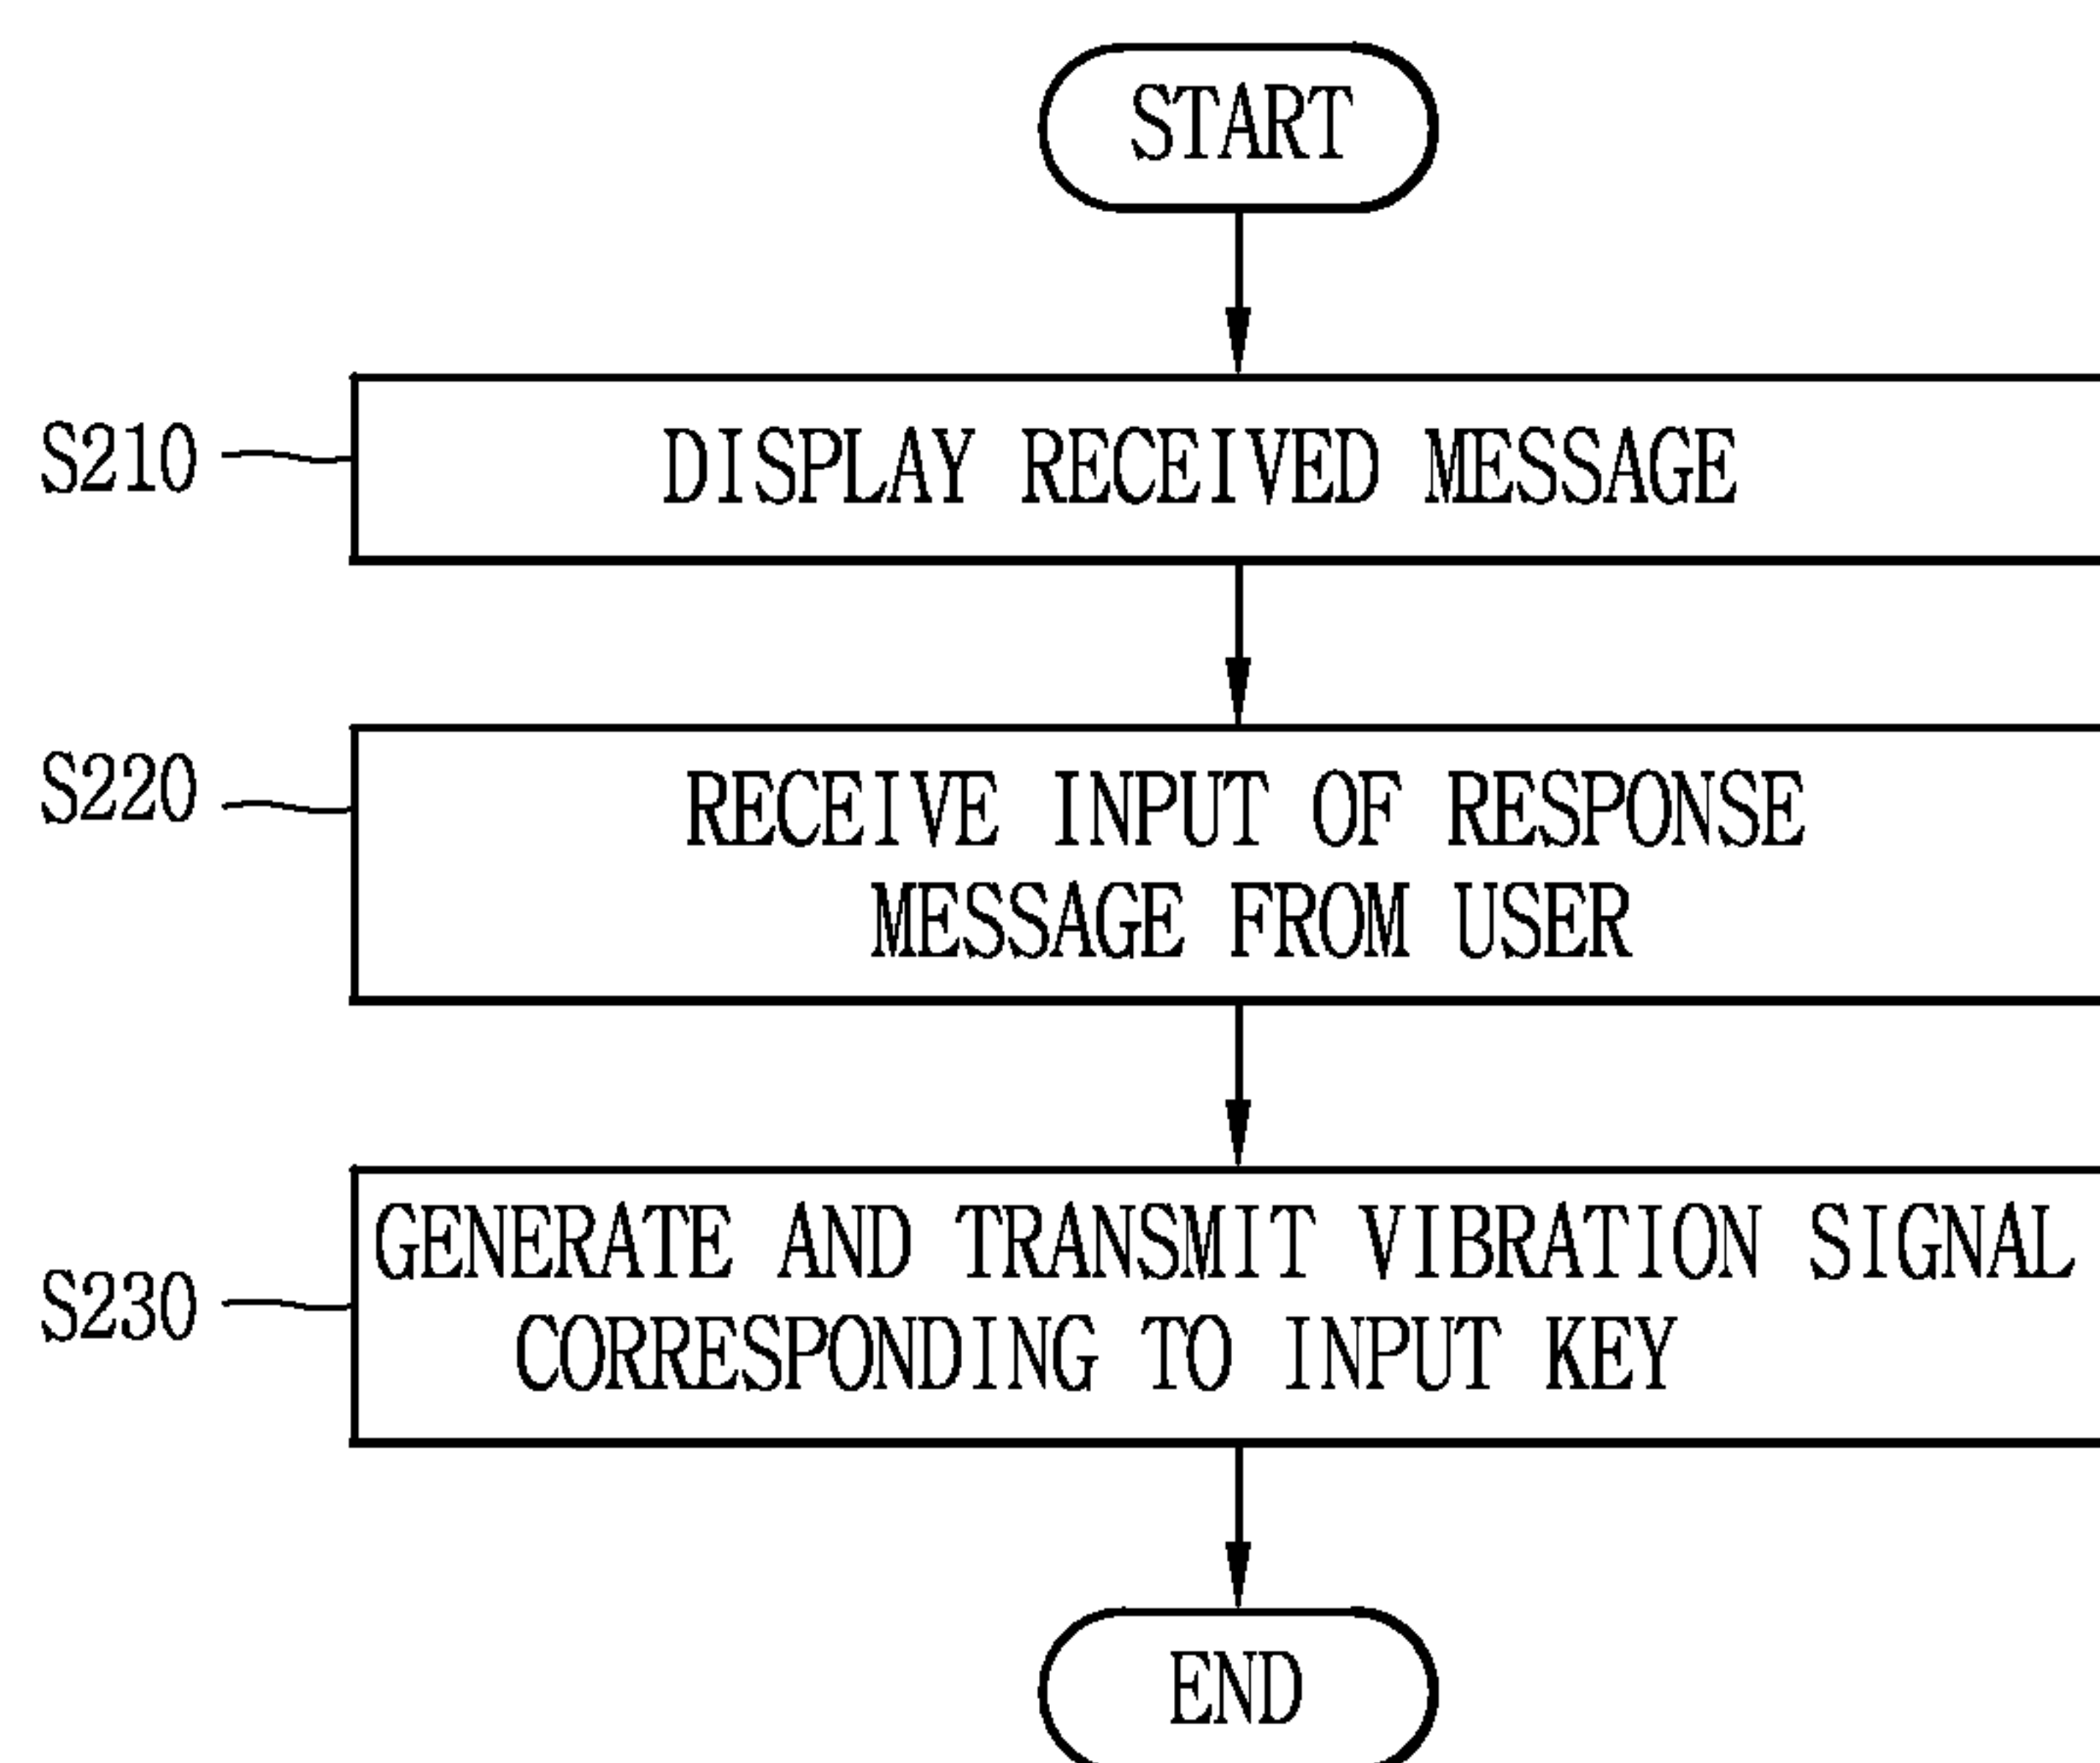 START
S210
DISPLAY RECEIVED MESSAGE
S220
RECEIVE INPUT OF RESPONSE
MESSAGE FROM USER
S230
GENERATE AND TRANSMIT VIBRATION SIGNAL
CORRESPONDING TO INPUT KEY
END